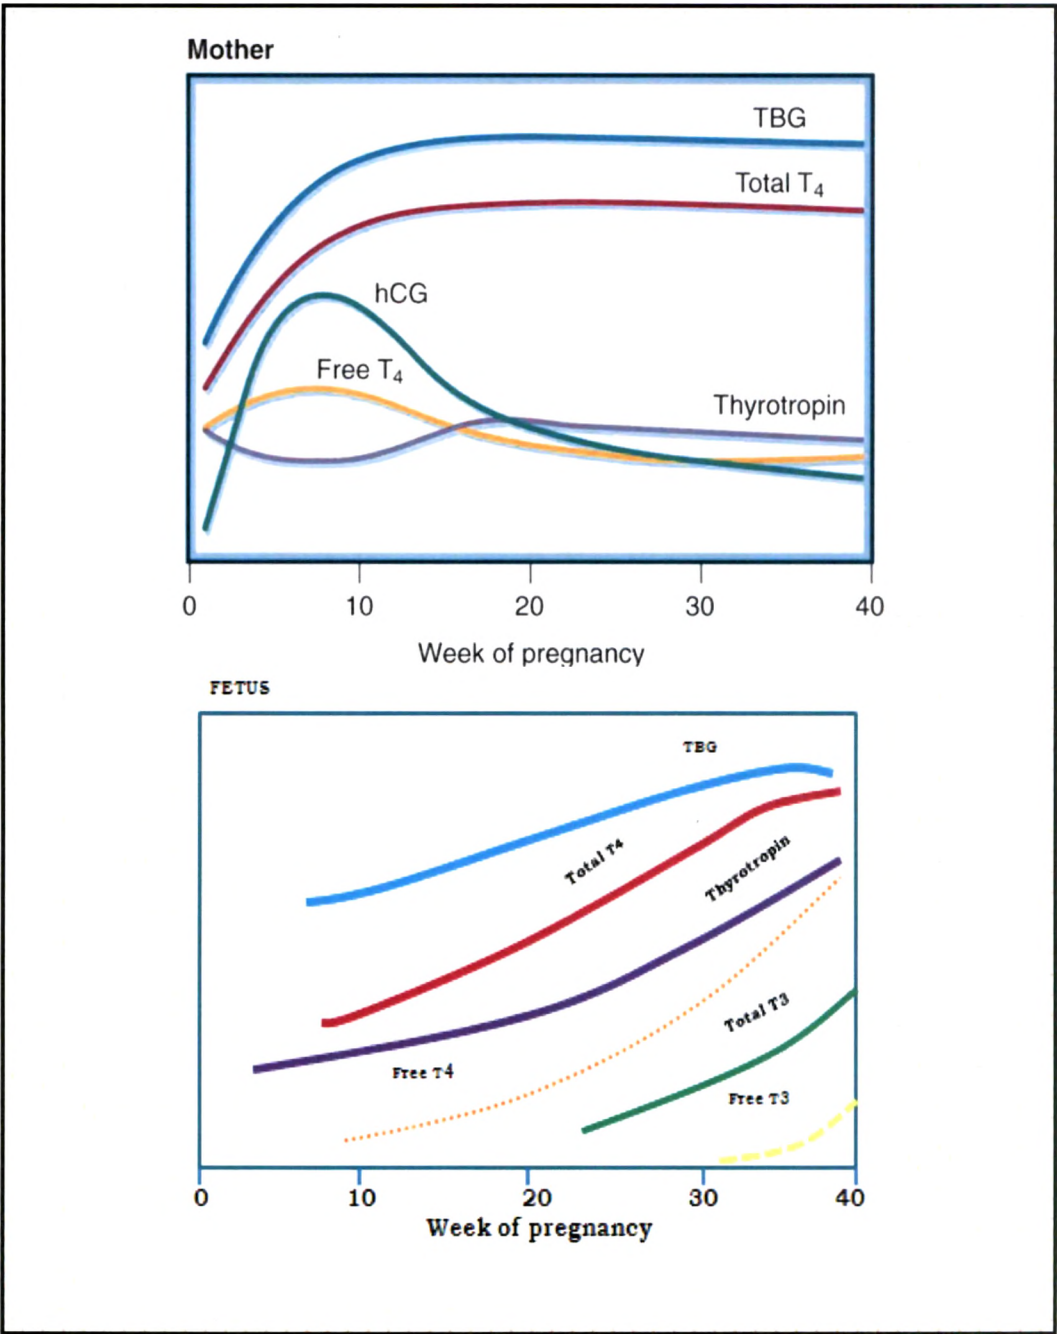 Mother
TBG
Total T4
hCG
Free T4
Thyrotropin
0 10 20 30 40
Week of pregnancy
FETUS
TBG
Total T4
Thyrotropin
Total T3
Free T4
Free T3
0 10 20 30 40
Week of pregnancy